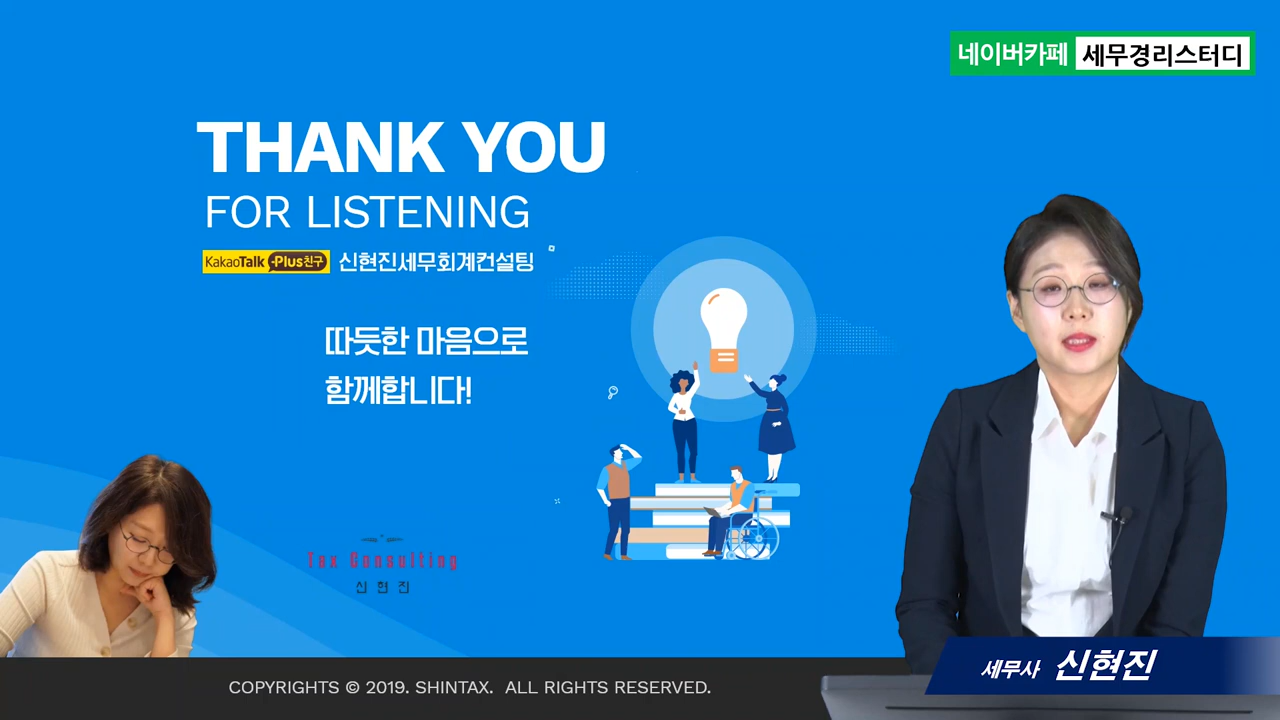 네이버카페 세무경리스터디
THANK YOU
FOR LISTENING
KakaoTalk Plus친구 신현진세무회계컨설팅
따듯한 마음으로
함께합니다!
Tax Consulting
신현진
COPYRIGHTS © 2019. SHINTAX. ALL RIGHTS RESERVED.
세무사 신현진